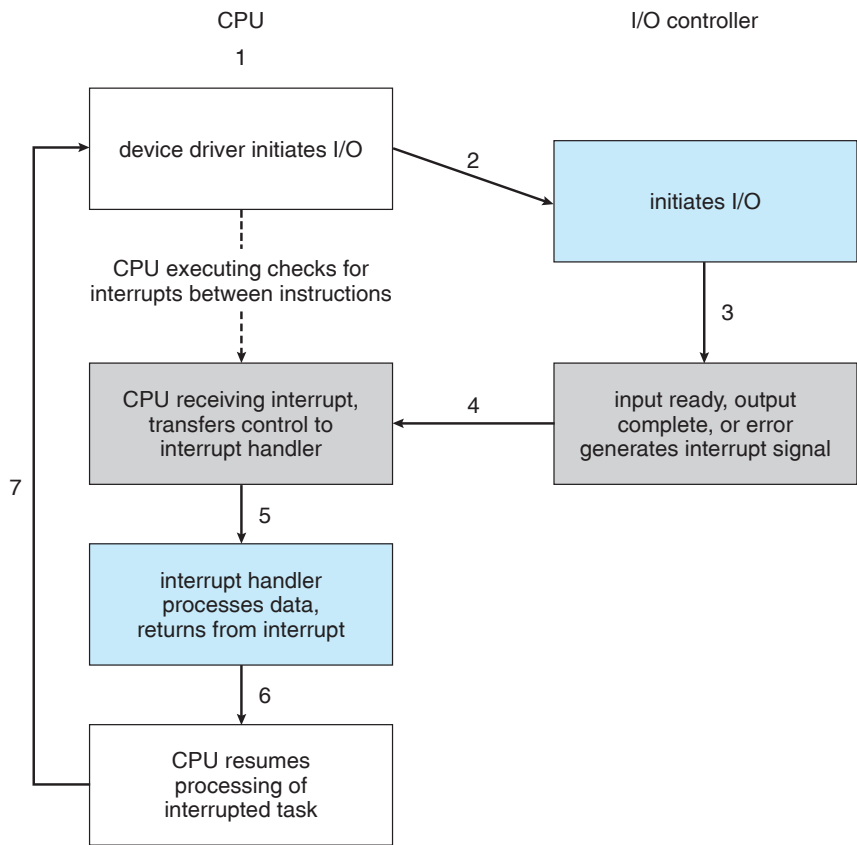 CPU
I/O controller
1
device driver initiates I/O
2
initiates I/O
CPU executing checks for
interrupts between instructions
3
CPU receiving interrupt,
transfers control to
interrupt handler
4
input ready, output
complete, or error
generates interrupt signal
7
5
interrupt handler
processes data,
returns from interrupt
6
CPU resumes
processing of
interrupted task